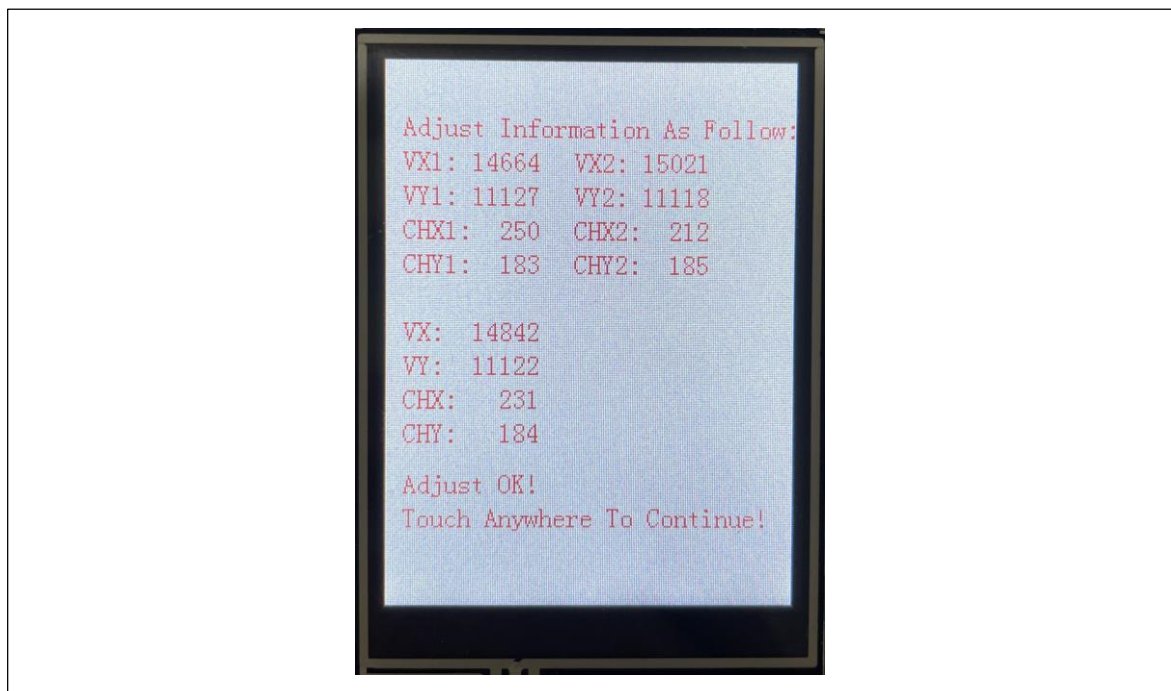 Adjust Information As Follow:
VX1: 14664 VX2: 15021
VY1: 11127 VY2: 11118
CHX1: 250 CHX2: 212
CHY1: 183 CHY2: 185
VX: 14842
VY: 11122
CHX: 231
CHY: 184
Adjust OK!
Touch Anywhere To Continue!